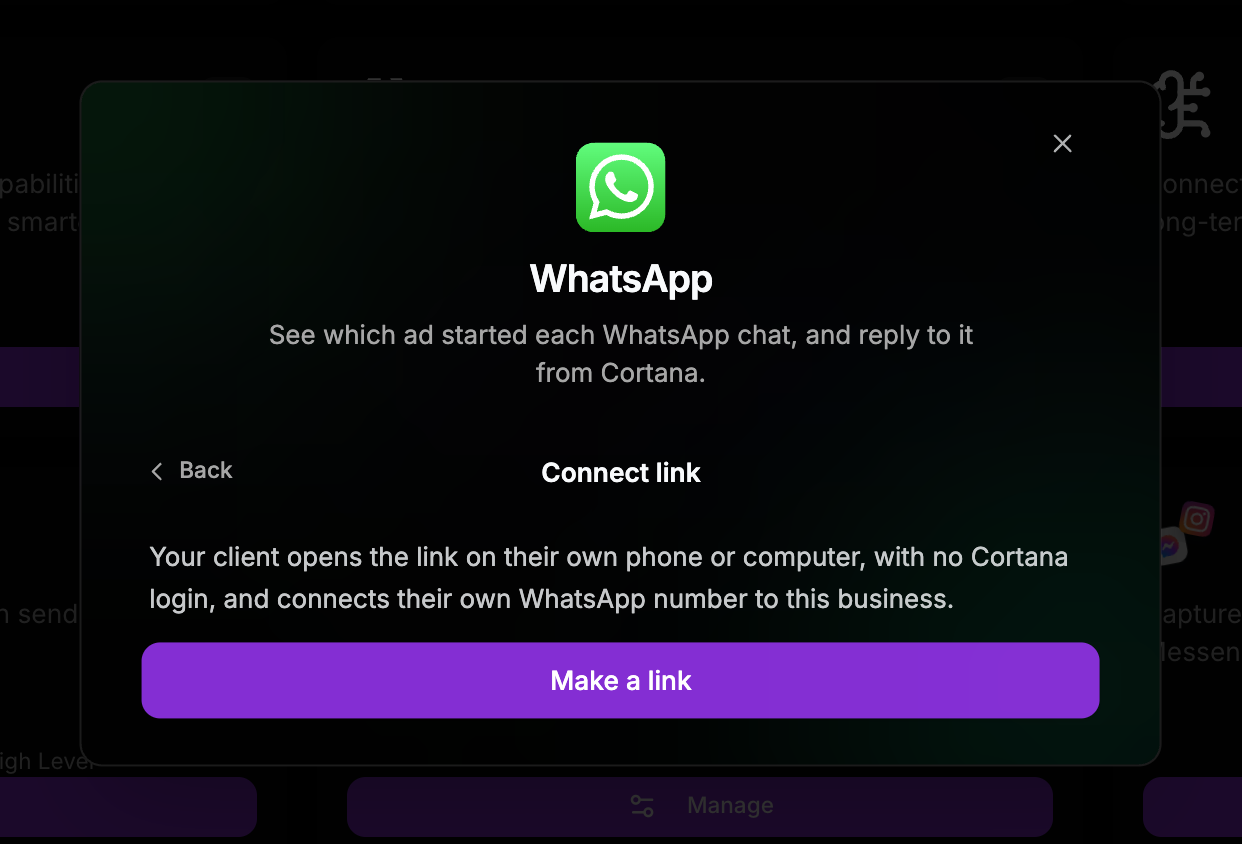 WhatsApp
See which ad started each WhatsApp chat, and reply to it
from Cortana.
Back
Connect link
Your client opens the link on their own phone or computer, with no Cortana
login, and connects their own WhatsApp number to this business.
Make a link
smart-
send
Manage